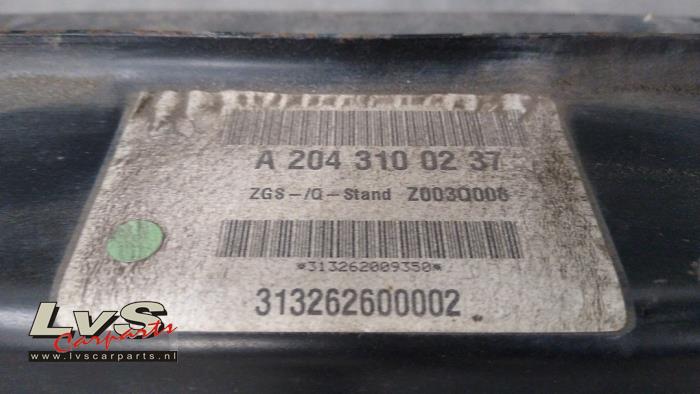 A 204 310 02 37
ZGS-/Q-Stand Z003Q006
*313262009350*
313262600002
LvS
Carparts
www.lvscarparts.nl